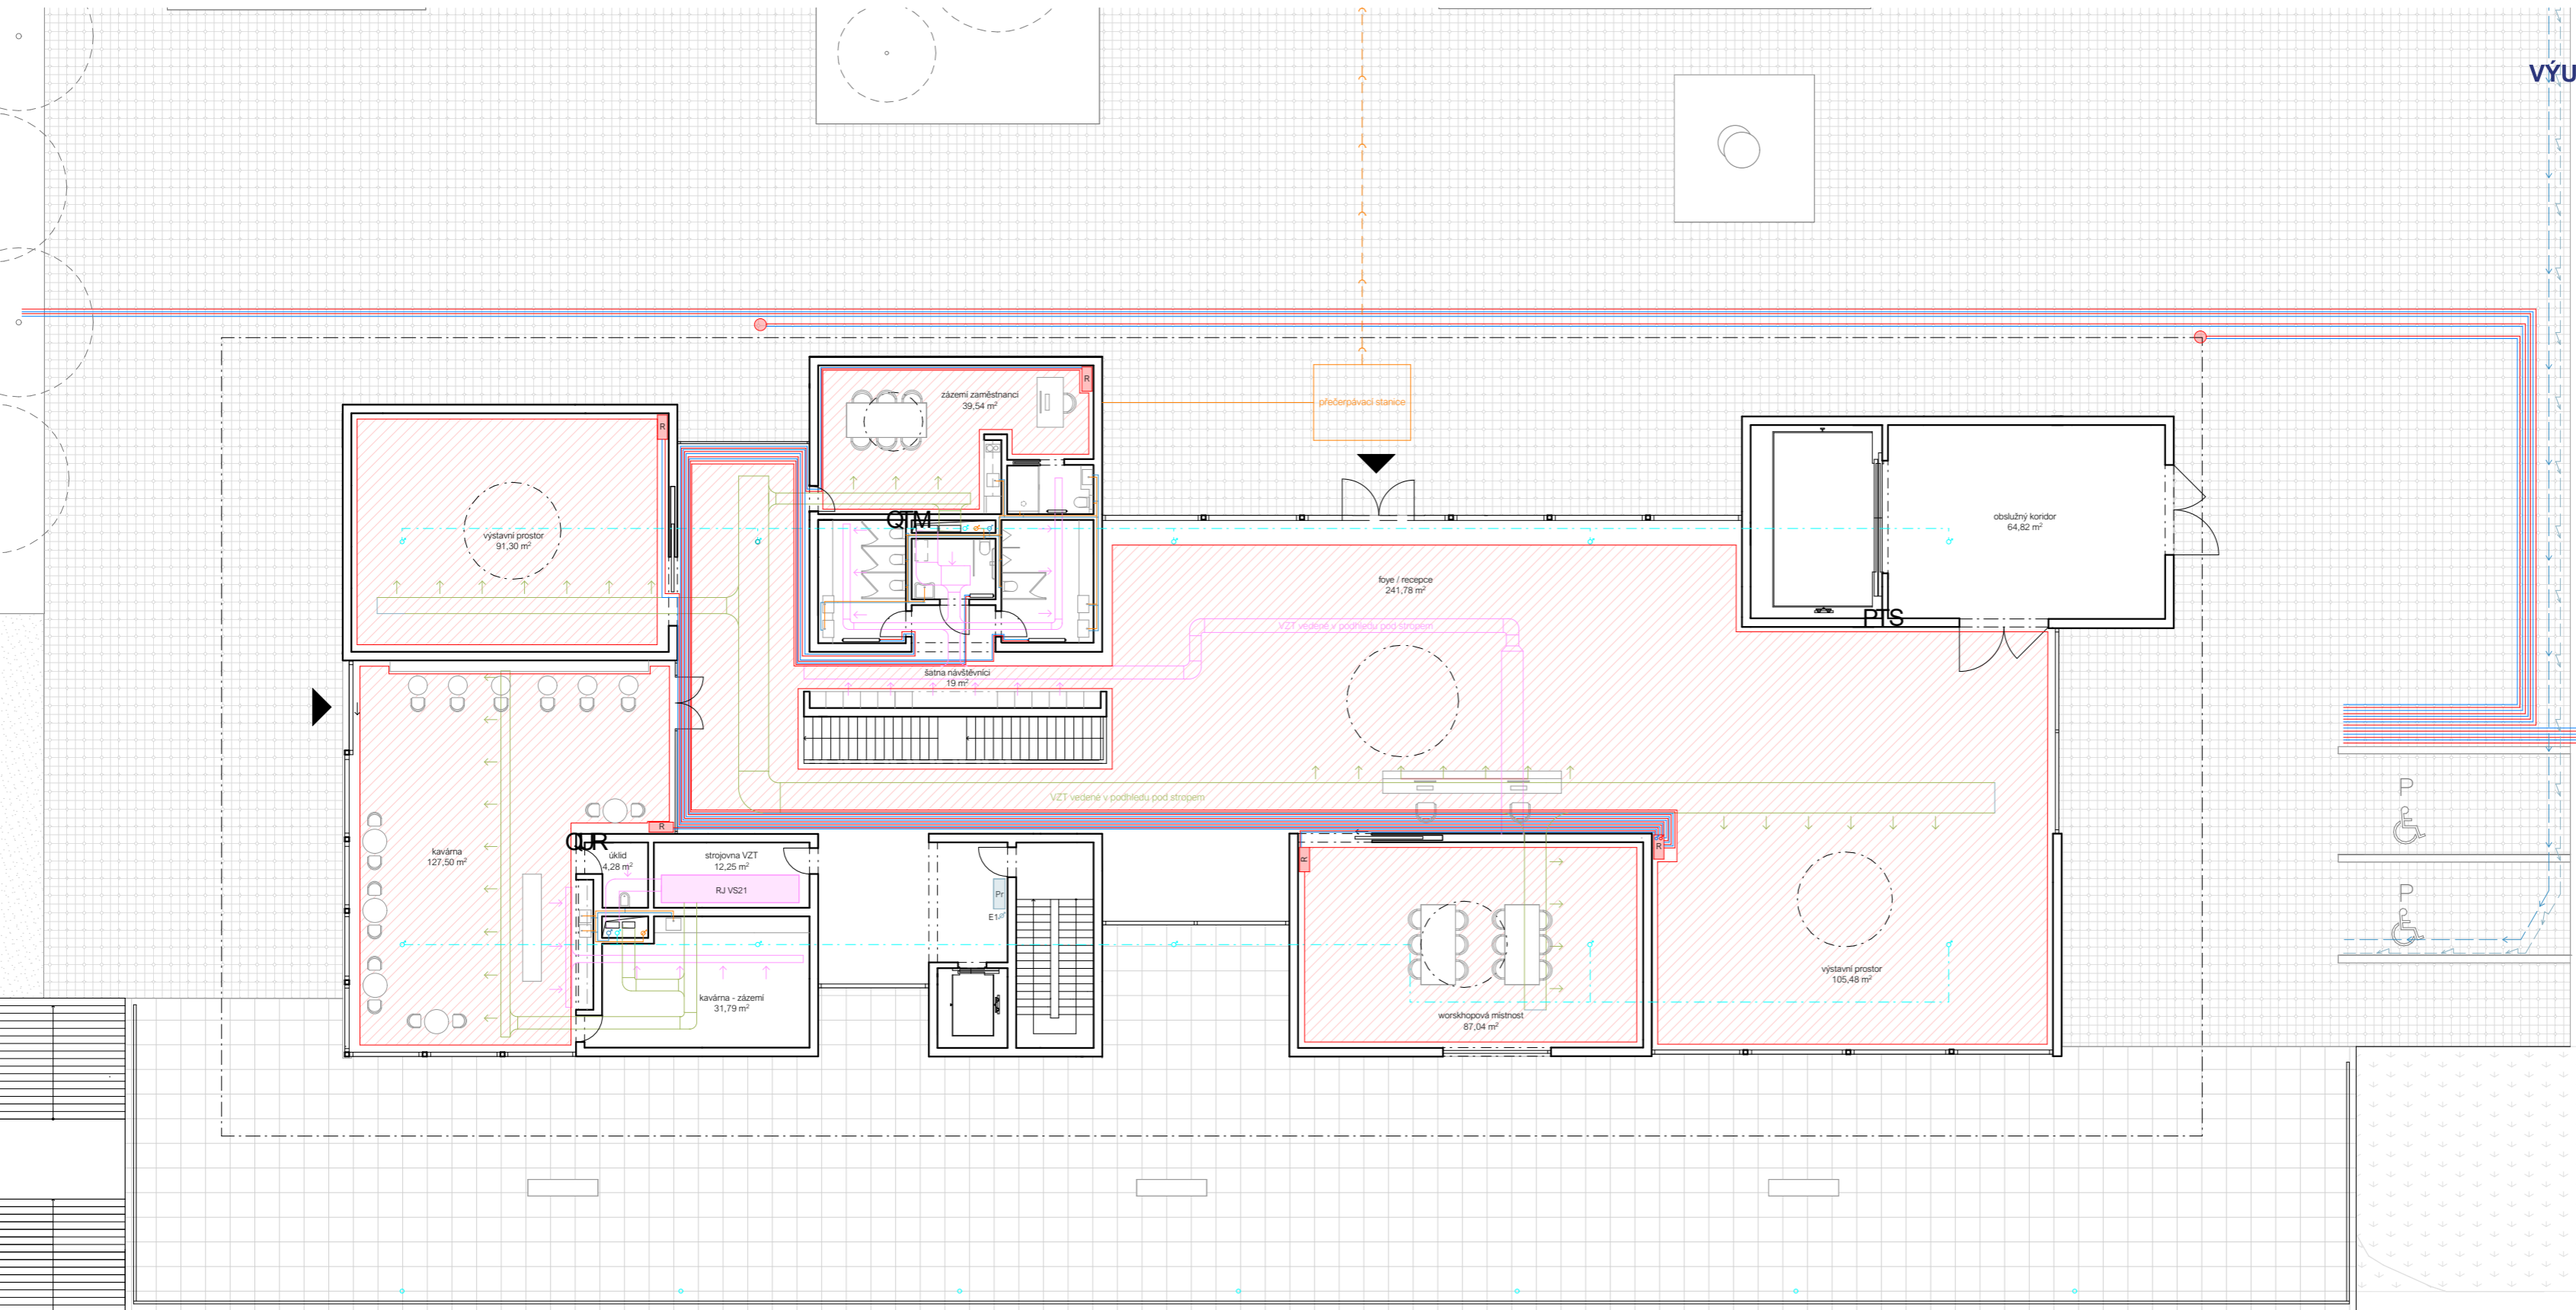 VÝU
R
zázemí zaměstnanci
39,54 m²
přečerpávací stanice
R
QTM
výstavní prostor
91,30 m²
obslužný koridor
64,82 m²
foye / recepce
241,78 m²
PTS
VZT vedené v podhledu pod stropem
šatna návštěvníci
19 m²
VZT vedené v podhledu pod stropem
P
R
QJR
R
R
kavárna
127,50 m²
úklid
4,28 m²
strojovna VZT
12,25 m²
RJ VS21
Pr
E1
P
výstavní prostor
105,48 m²
kavárna - zázemí
31,79 m²
worskhopová místnost
87,04 m²